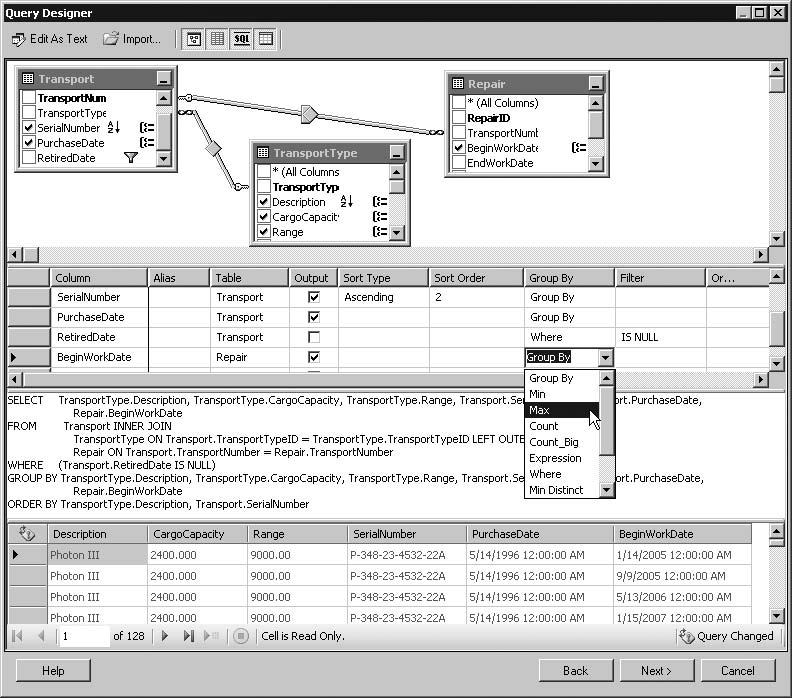 Query Designer
Edit As Text Import... SQL
Transport
TransportNum
TransportType
SerialNumber
PurchaseDate
RetiredDate
Repair
* (All Columns)
RepairID
TransportNumb
BeginWorkDate
EndWorkDate
TransportType
* (All Columns
TransportTyp
Description
CargoCapacity
Range
Column Alias Table Output Sort Type Sort Order Group By Filter Or...
SerialNumber Transport Ascending 2 Group By
PurchaseDate Transport Group By
RetiredDate Transport Where IS NULL
BeginWorkDate Repair Group By
Group By
Min
Max
Count
Count_Big
Expression
Where
Min Distinct
SELECT TransportType.Description, TransportType.CargoCapacity, TransportType.Range, Transport.Ser port.PurchaseDate,
Repair.BeginWorkDate
FROM Transport INNER JOIN
TransportType ON Transport.TransportTypeID = TransportType.TransportTypeID LEFT OUTE
Repair ON Transport.TransportNumber = Repair.TransportNumber
WHERE (Transport.RetiredDate IS NULL)
GROUP BY TransportType.Description, TransportType.CargoCapacity, TransportType.Range, Transport.Ser port.PurchaseDate,
Repair.BeginWorkDate
ORDER BY TransportType.Description, Transport.SerialNumber
Description CargoCapacity Range SerialNumber PurchaseDate BeginWorkDate
Photon III 2400.000 9000.00 P-348-23-4532-22A 5/14/1996 12:00:00 AM 1/14/2005 12:00:00 AM
Photon III 2400.000 9000.00 P-348-23-4532-22A 5/14/1996 12:00:00 AM 9/9/2005 12:00:00 AM
Photon III 2400.000 9000.00 P-348-23-4532-22A 5/14/1996 12:00:00 AM 5/13/2006 12:00:00 AM
Photon III 2400.000 9000.00 P-348-23-4532-22A 5/14/1996 12:00:00 AM 1/15/2007 12:00:00 AM
1 of 128 Cell is Read Only. Query Changed
Help Back Next > Cancel